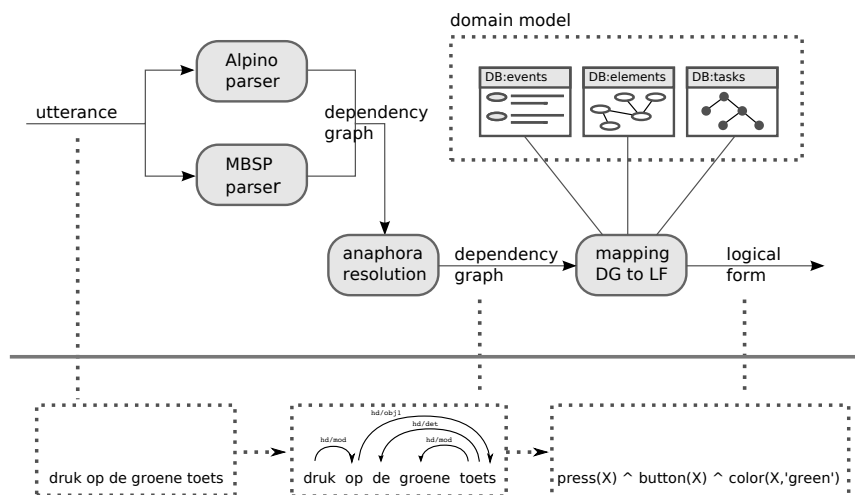 domain model
Alpino
parser
DB:events
DB:elements
DB:tasks
utterance
dependency
graph
MBSP
parser
anaphora
resolution
dependency
graph
mapping
DG to LF
logical
form
hd/obj1
hd/det
hd/mod
hd/mod
druk op de groene toets
druk op de groene toets
press(X) ^ button(X) ^ color(X,'green')